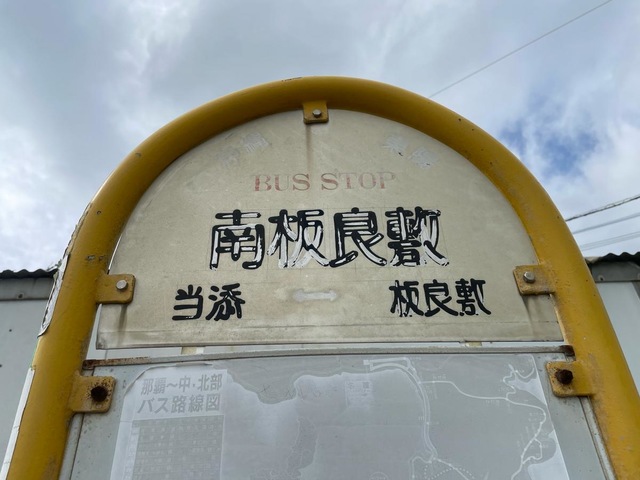 BUS STOP
南板良敷
当添 板良敷
那覇～中・北部
バス路線図